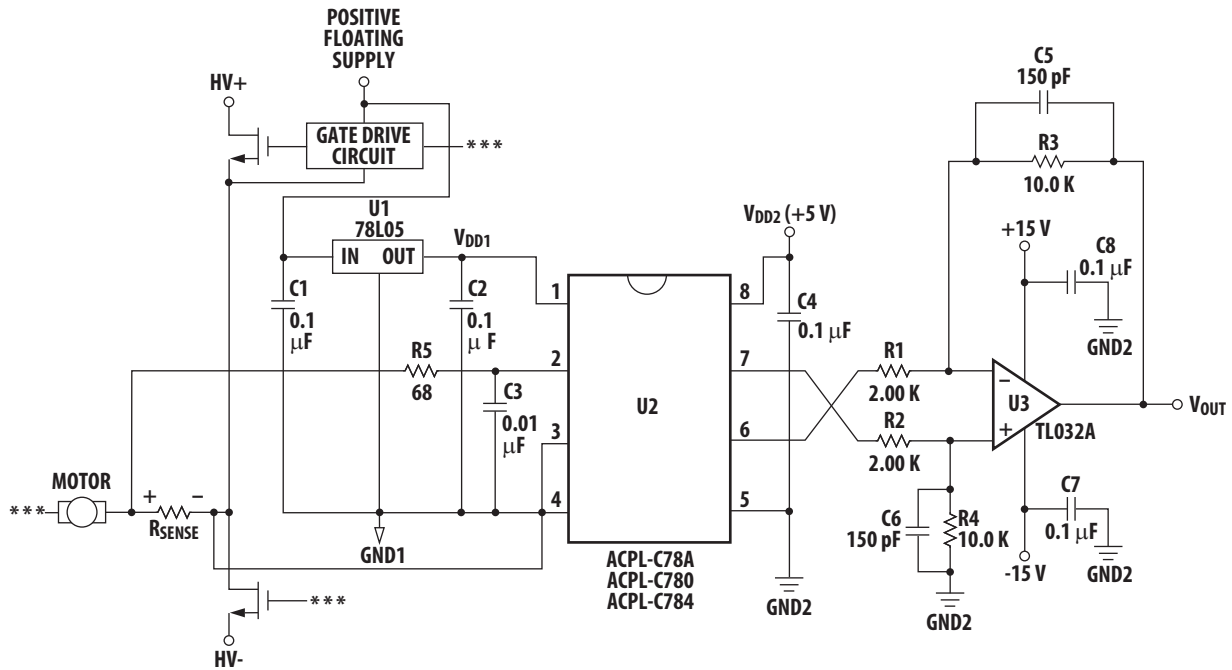 POSITIVE
FLOATING
SUPPLY
HV+
GATE DRIVE
CIRCUIT
***
U1
78L05
IN OUT
VDD1
C1
0.1
μF
C2
0.1
μF
R5
68
C3
0.01
μF
MOTOR
***
+
−
RSENSE
GND1
***
HV-
1
2
3
4
U2
8
7
6
5
ACPL-C78A
ACPL-C780
ACPL-C784
VDD2 (+5 V)
C4
0.1 μF
GND2
R1
2.00 K
R2
2.00 K
C5
150 pF
R3
10.0 K
+15 V
C8
0.1 μF
GND2
−
U3
+
TL032A
VOUT
C6
150 pF
R4
10.0 K
GND2
C7
0.1 μF
-15 V
GND2